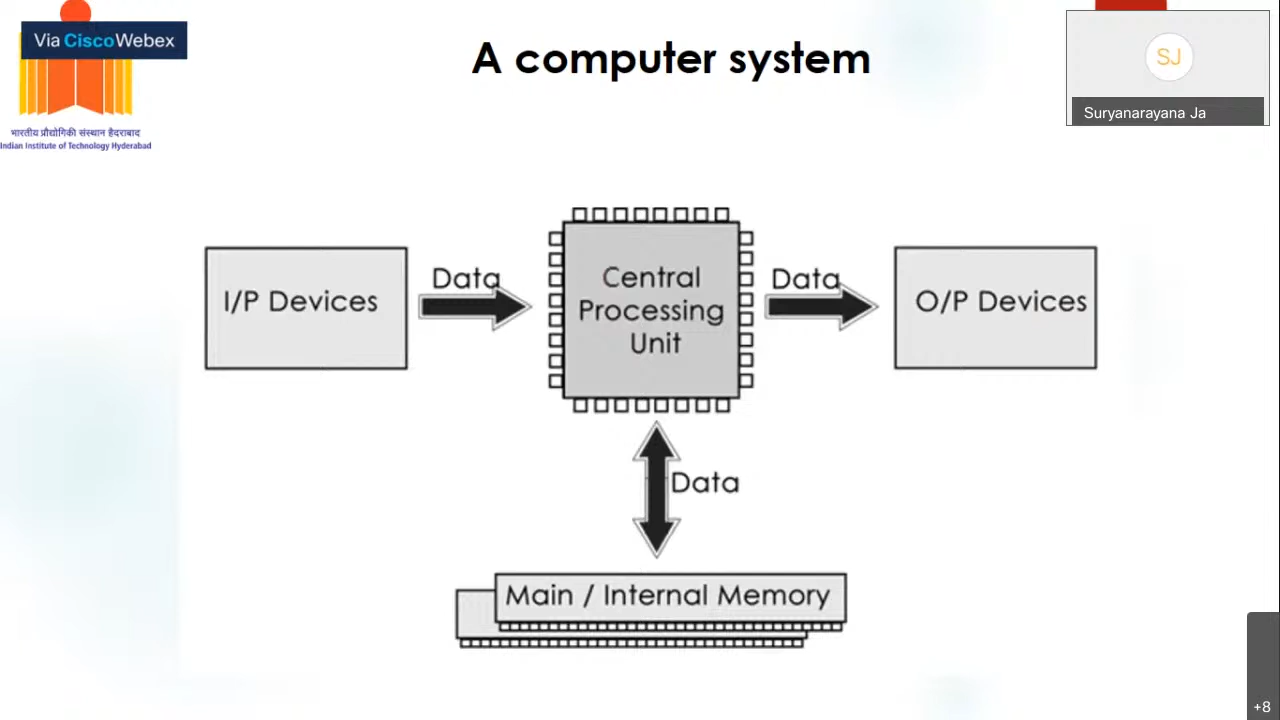 Via CiscoWebex
भारतीय प्रौद्योगिकी संस्थान हैदराबाद
Indian Institute of Technology Hyderabad
A computer system
SJ
Suryanarayana Ja
I/P Devices
Data
Central
Processing
Unit
Data
O/P Devices
Data
Main / Internal Memory
+8